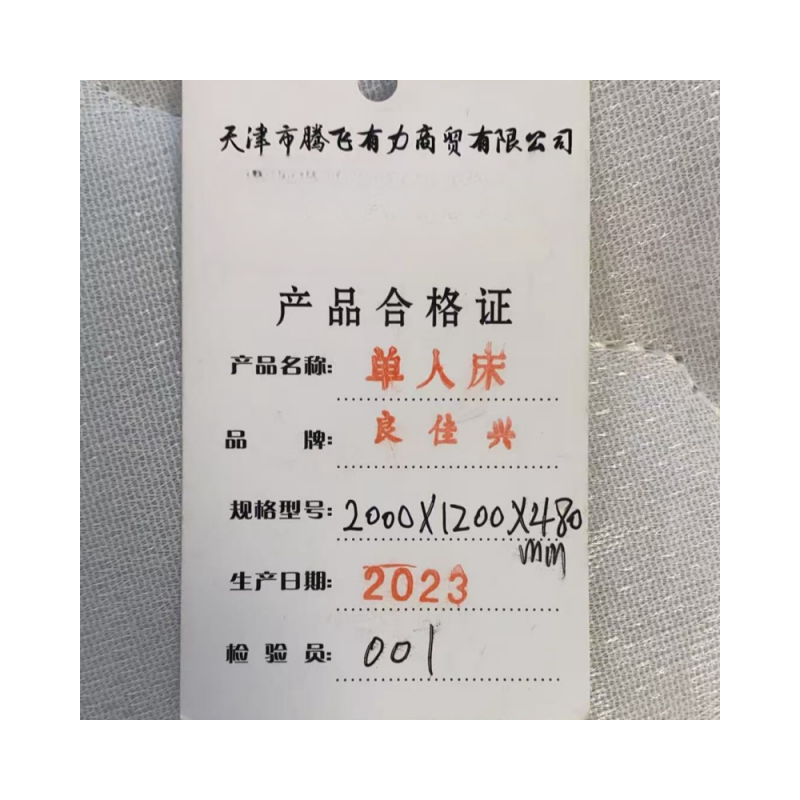 天津市腾飞有力商贸有限公司
产品合格证
产品名称: 单人床
品牌: 良佳兴
规格型号: 2000X1200X480
mm
生产日期: 2023
检验员: 001